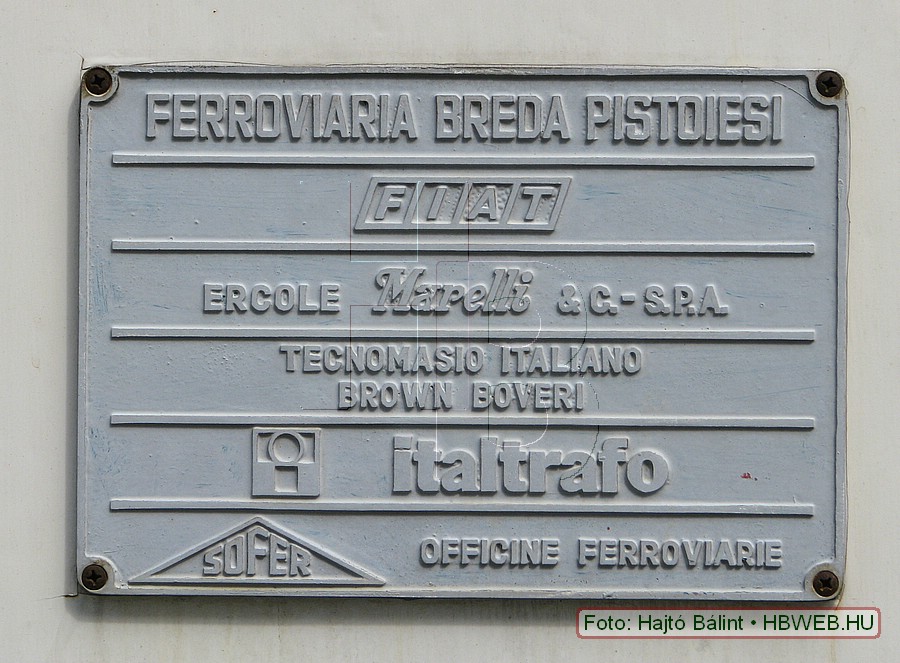 FERROVIARIA BREDA PISTOIESI
FIAT
ERCOLE Marelli & C.-S.P.A.
TECNOMASIO ITALIANO
BROWN BOVERI
italtrafo
SOFER OFFICINE FERROVIARIE
Foto: Hajtó Bálint • HBWEB.HU